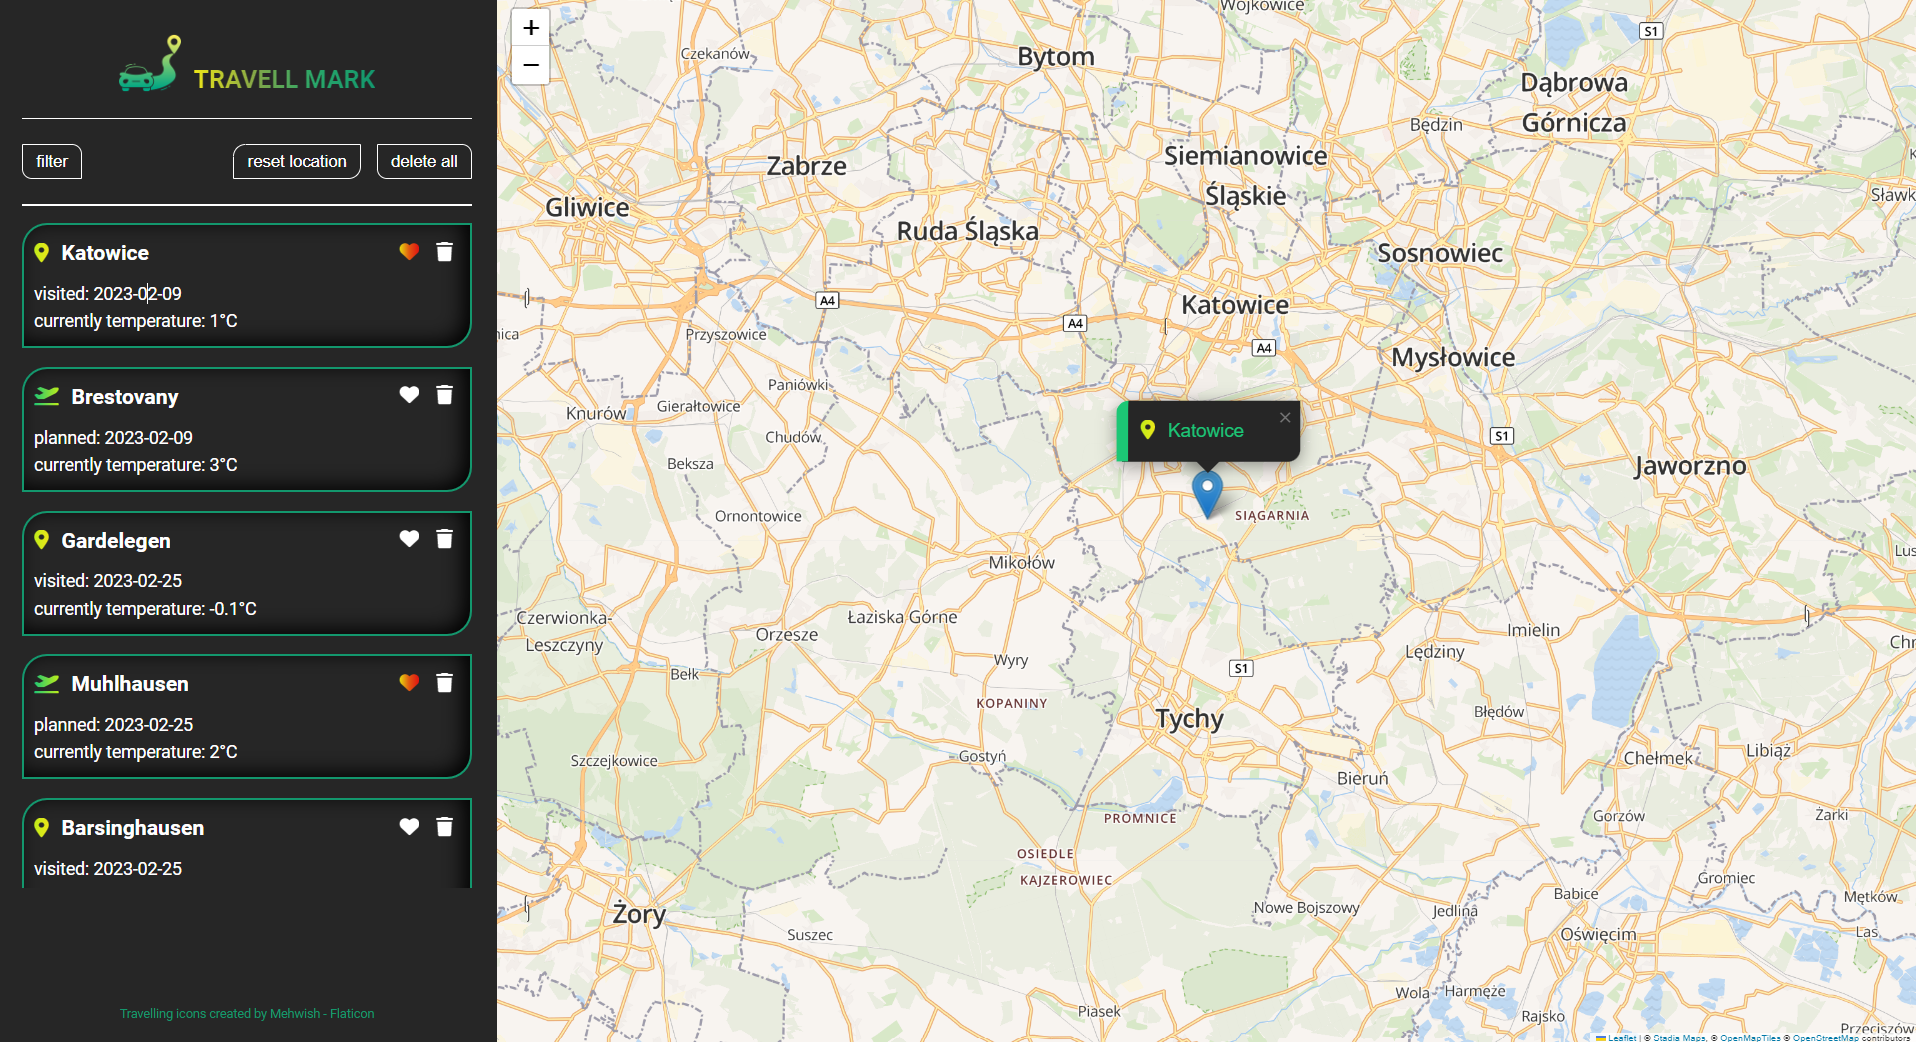 TRAVELL MARK
filter
reset location
delete all
Katowice
visited: 2023-02-09
currently temperature: 1°C
Brestovany
planned: 2023-02-09
currently temperature: 3°C
Gardelegen
visited: 2023-02-25
currently temperature: -0.1°C
Muhlhausen
planned: 2023-02-25
currently temperature: 2°C
Barsinghausen
visited: 2023-02-25
Travelling icons created by Mehwish - Flaticon
+
−
Wojkowice
S1
Czekanów
Bytom
Dąbrowa
Górnicza
Będzin
Zabrze
Siemianowice
Śląskie
Sławk
Gliwice
Ruda Śląska
Sosnowiec
A4
Katowice
A4
nica
Przyszowice
A4
Mysłowice
Paniówki
Knurów
Gierałtowice
Katowice
×
Chudów
S1
Beksza
Jaworzno
Ornontowice
SIĄGARNIA
Mikołów
Lus
Czerwionka-
Leszczyny
Łaziska Górne
Orzesze
Imielin
Chr
Lędziny
Wyry
S1
Bełk
KOPANINY
Tychy
Błędów
Gostyń
Szczejkowice
Chełmek
Libiąż
Bieruń
PROMNICE
Gorzów
Żarki
OSIEDLE
KAJZEROWIEC
Gromiec
Babice
Mętków
Żory
Nowe Bojszowy
Jedlina
Suszec
Oświęcim
Las
Wola
Harmęże
Piasek
Rajsko
Przeciszów
Leaflet | © Stadia Maps, © OpenMapTiles © OpenStreetMap contributors